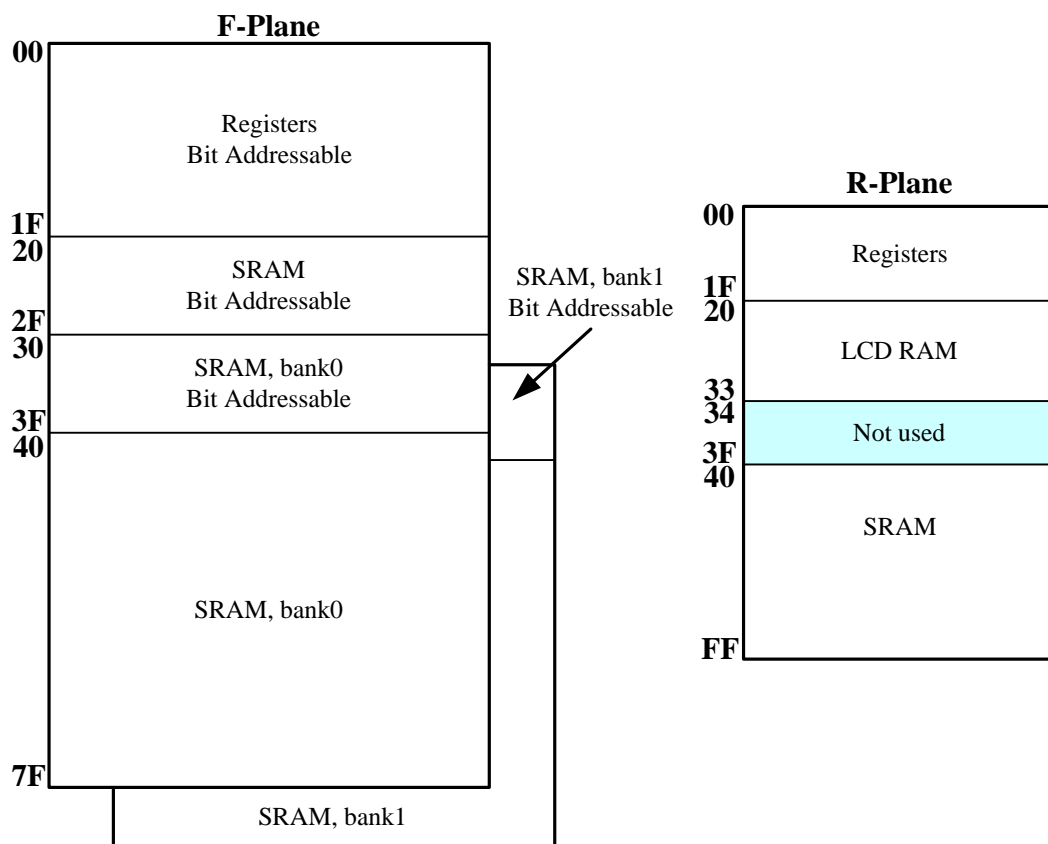 F-Plane
00
Registers
Bit Addressable
1F
20
SRAM
Bit Addressable
2F
30
SRAM, bank0
Bit Addressable
3F
40
SRAM, bank0
7F
SRAM, bank1
SRAM, bank1
Bit Addressable
R-Plane
00
Registers
1F
20
LCD RAM
33
34
Not used
3F
40
SRAM
FF